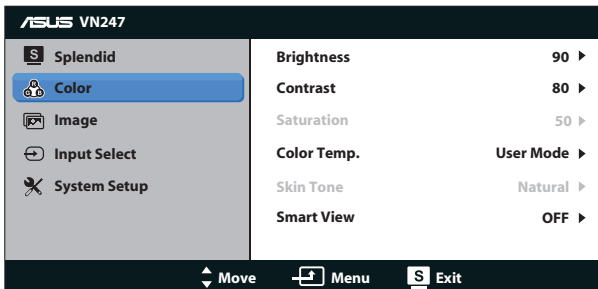 ASUS VN247
S Splendid
Color
Image
Input Select
System Setup
Brightness 90
Contrast 80
Saturation 50
Color Temp. User Mode
Skin Tone Natural
Smart View OFF
Move Menu S Exit